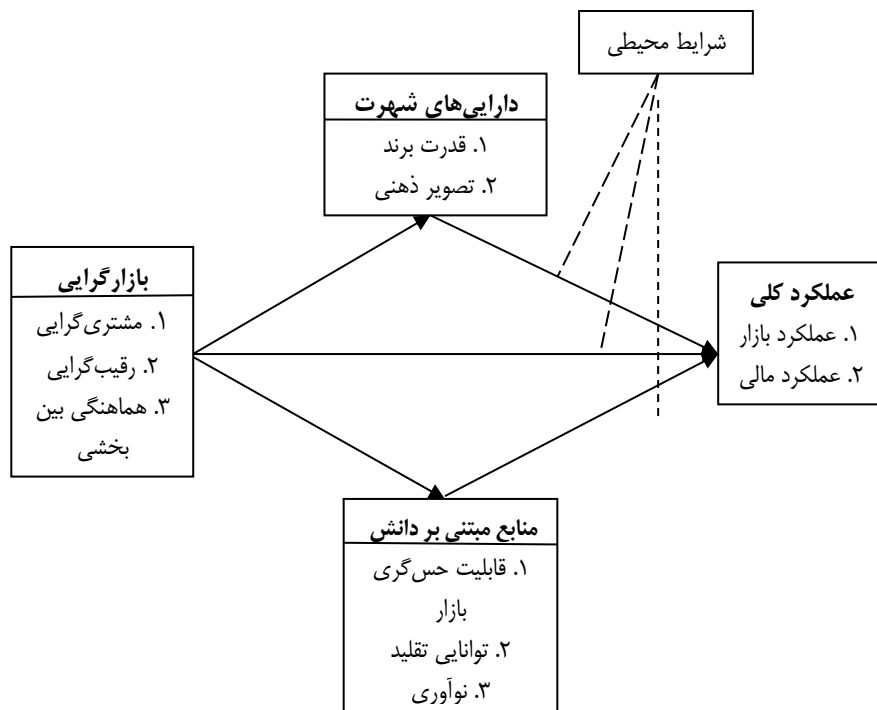 شرایط محیطی
دارایی‌های شهرت
۱. قدرت برند
۲. تصویر ذهنی
بازارگرایی
۱. مشتری‌گرایی
۲. رقیب‌گرایی
۳. هماهنگی بین
بخشی
عملکرد کلی
۱. عملکرد بازار
۲. عملکرد مالی
منابع مبتنی بر دانش
۱. قابلیت حس‌گری
بازار
۲. توانایی تقلید
۳. نوآوری